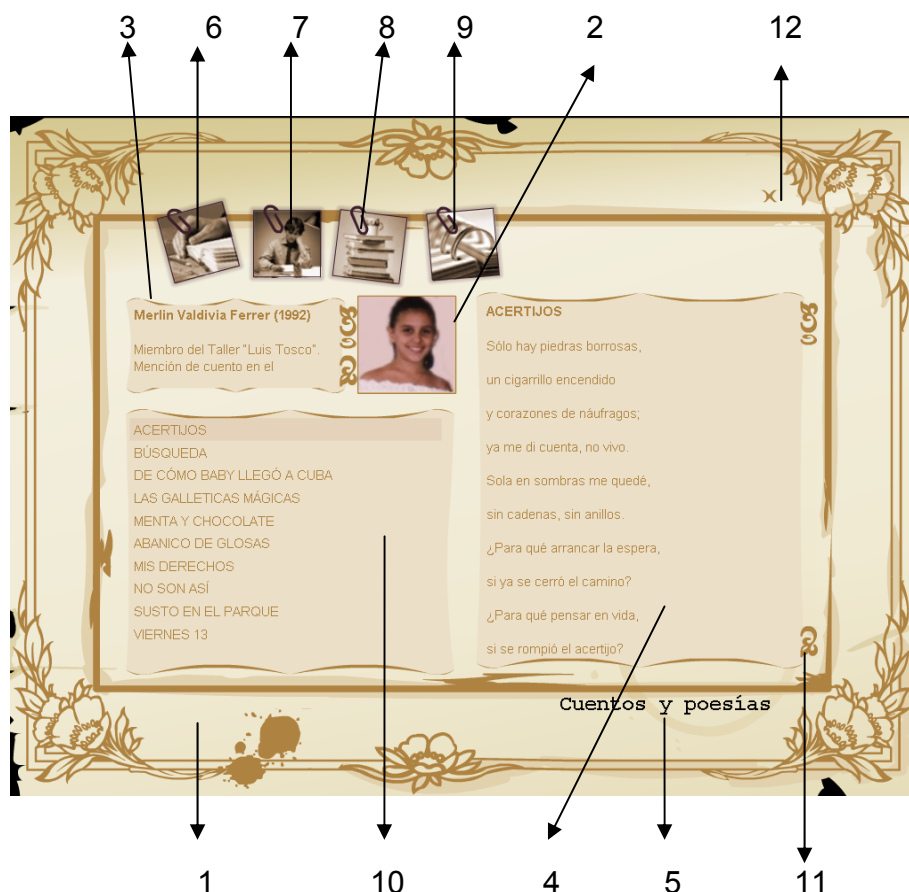 3 6 7 8 9 2 12
Merlin Valdivia Ferrer (1992)
Miembro del Taller "Luis Tosco".
Mención de cuento en el
ACERTIJOS
BÚSQUEDA
DE CÓMO BABY LLEGÓ A CUBA
LAS GALLETICAS MÁGICAS
MENTA Y CHOCOLATE
ABANICO DE GLOSAS
MIS DERECHOS
NO SON ASÍ
SUSTO EN EL PARQUE
VIERNES 13
ACERTIJOS
Sólo hay piedras borrosas,
un cigarrillo encendido
y corazones de náufragos;
ya me di cuenta, no vivo.
Sola en sombras me quedé,
sin cadenas, sin anillos.
¿Para qué arrancar la espera,
si ya se cerró el camino?
¿Para qué pensar en vida,
si se rompió el acertijo?
Cuentos y poesías
1 10 4 5 11